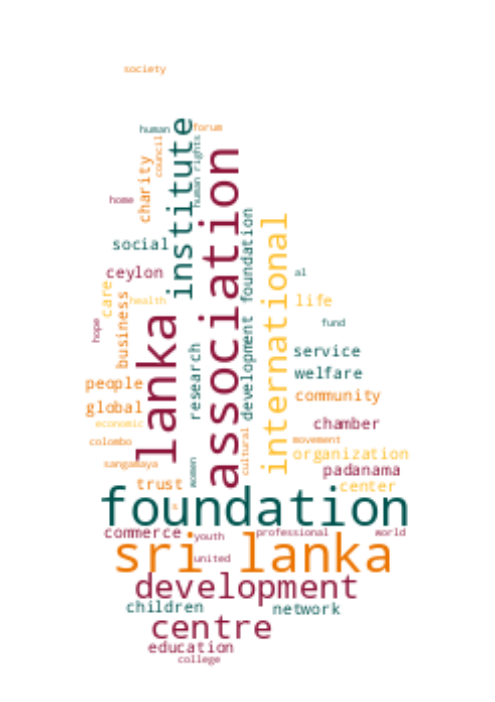 society
human
forum
institute
council
human rights
charity
association
home
foundation
international
social
ceylon
al
care
health
life
business
lanka
hope
development
fund
research
service
welfare
people
community
global
economic
chamber
cultural
colombo
movement
organization
sangamaya
women
padanama
trust
center
s
foundation
commerce
youth
professional
world
sri lanka
united
development
children
network
centre
education
college